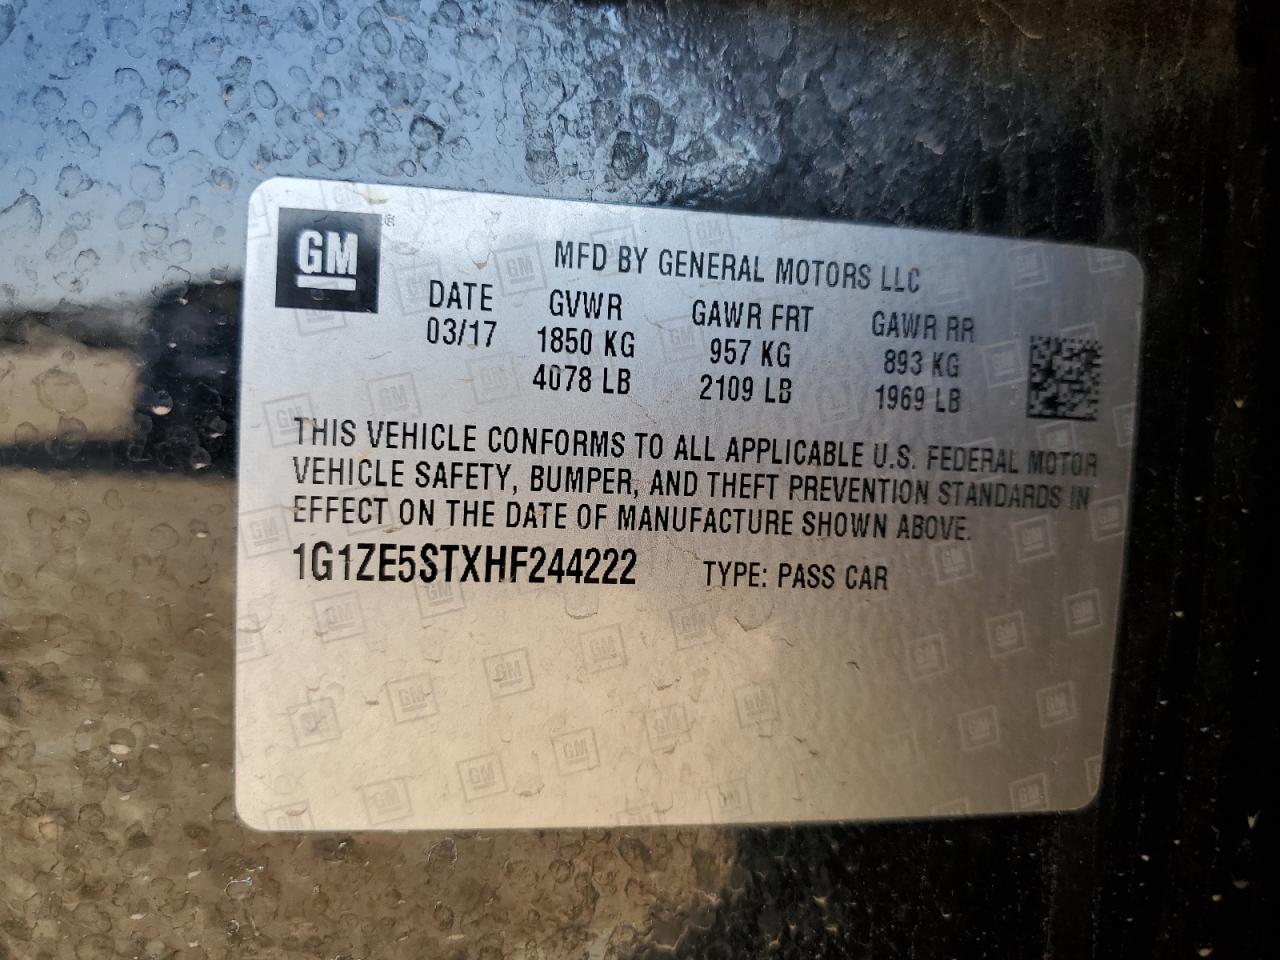 GM ®
MFD BY GENERAL MOTORS LLC
DATE GVWR GAWR FRT GAWR RR
03/17 1850 KG 957 KG 893 KG
4078 LB 2109 LB 1969 LB
THIS VEHICLE CONFORMS TO ALL APPLICABLE U.S. FEDERAL MOTOR
VEHICLE SAFETY, BUMPER, AND THEFT PREVENTION STANDARDS IN
EFFECT ON THE DATE OF MANUFACTURE SHOWN ABOVE.
1G1ZE5STXHF244222 TYPE: PASS CAR